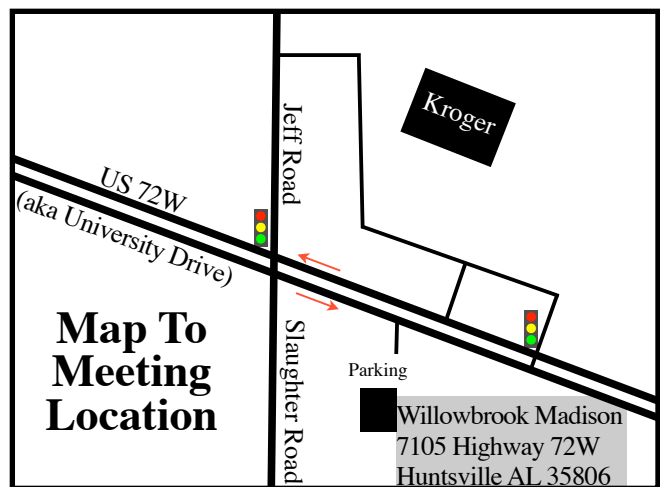 Kroger
Jeff Road
US 72W
(aka University Drive)
Map To
Meeting
Location
Slaughter Road
Parking
Willowbrook Madison
7105 Highway 72W
Huntsville AL 35806